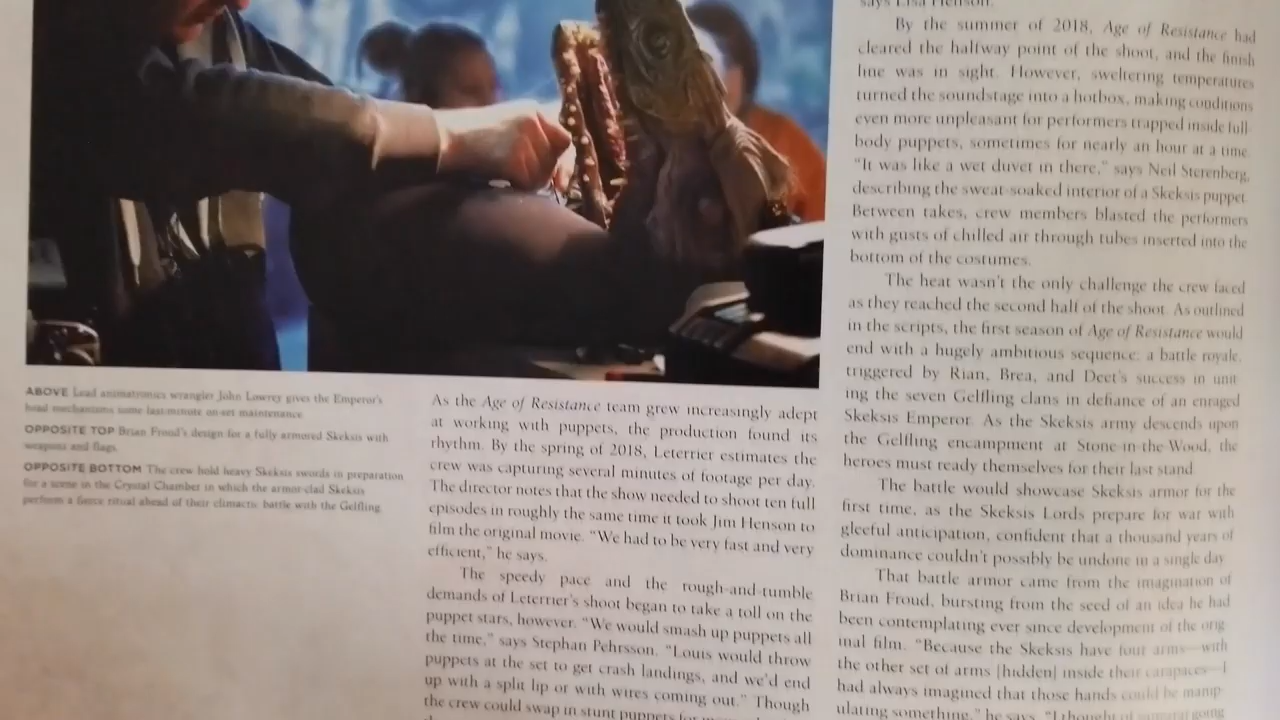 ABOVE Lead animatronics wrangler John Lowrey gives the Emperor's
head mechanisms some last-minute on-set maintenance.
OPPOSITE TOP Brian Froud's design for a fully armored Skeksis with
weapons and flags.
OPPOSITE BOTTOM The crew hold heavy Skeksis swords in preparation
for a scene in the Crystal Chamber in which the armor-clad Skeksis
perform a fierce ritual ahead of their climactic battle with the Gelfling.
As the Age of Resistance team grew increasingly adept
at working with puppets, the production found its
rhythm. By the spring of 2018, Leterrier estimates the
crew was capturing several minutes of footage per day.
The director notes that the show needed to shoot ten full
episodes in roughly the same time it took Jim Henson to
film the original movie. “We had to be very fast and very
efficient,” he says.
The speedy pace and the rough-and-tumble
demands of Leterrier's shoot began to take a toll on the
puppet stars, however. “We would smash up puppets all
the time,” says Stephan Pehrsson. “Louis would throw
puppets at the set to get crash landings, and we'd end
up with a split lip or with wires coming out.” Though
the crew could swap in stunt puppets for
says Lisa Henson.
By the summer of 2018, Age of Resistance had
cleared the halfway point of the shoot, and the finish
line was in sight. However, sweltering temperatures
turned the soundstage into a hotbox, making conditions
even more unpleasant for performers trapped inside full-
body puppets, sometimes for nearly an hour at a time.
“It was like a wet duvet in there,” says Neil Sterenberg,
describing the sweat-soaked interior of a Skeksis puppet.
Between takes, crew members blasted the performers
with gusts of chilled air through tubes inserted into the
bottom of the costumes.
The heat wasn't the only challenge the crew faced
as they reached the second half of the shoot. As outlined
in the scripts, the first season of Age of Resistance would
end with a hugely ambitious sequence: a battle royale,
triggered by Rian, Brea, and Deet's success in unit-
ing the seven Gelfling clans in defiance of an enraged
Skeksis Emperor. As the Skeksis army descends upon
the Gelfling encampment at Stone-in-the-Wood, the
heroes must ready themselves for their last stand.
The battle would showcase Skeksis armor for the
first time, as the Skeksis Lords prepare for war with
gleeful anticipation, confident that a thousand years of
dominance couldn't possibly be undone in a single day.
That battle armor came from the imagination of
Brian Froud, bursting from the seed of an idea he had
been contemplating ever since development of the orig-
inal film. “Because the Skeksis have four arms—with
the other set of arms [hidden] inside their carapaces—I
had always imagined that those hands could be manip-
ulating something,” he says. “I thought of